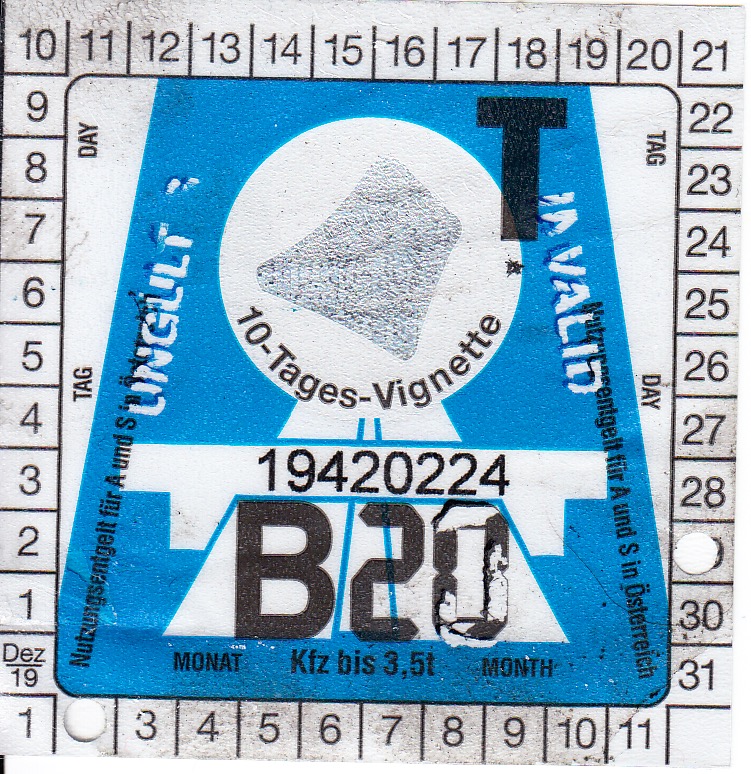 10 11 12 13 14 15 16 17 18 19 20 21
9
8
7
6
5
4
3
2
1
Dez
19
1 3 4 5 6 7 8 9 10 11
22
23
24
25
26
27
28
30
31
DAY
TAG
TAG
DAY
T
UNGÜLT
INVALID
10-Tages-Vignette
*
19420224
B20
MONAT Kfz bis 3,5t MONTH
Nutzungsentgelt für A und S in Österreich
Nutzungsentgelt für A und S in Österreich